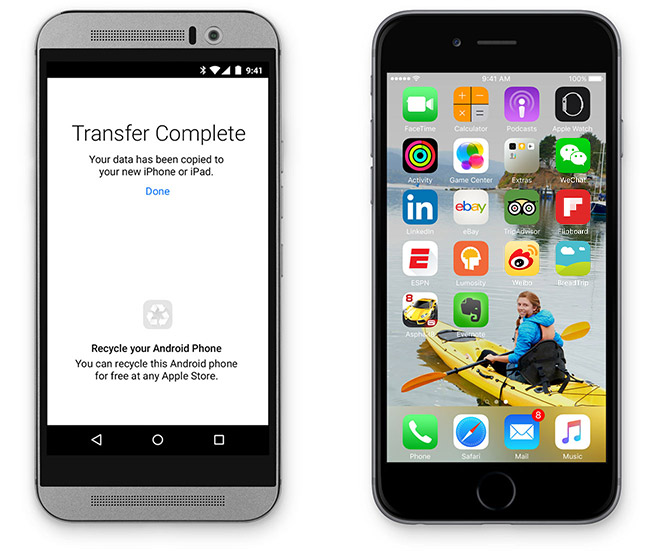 9:41
Transfer Complete
Your data has been copied to
your new iPhone or iPad.
Done
Recycle your Android Phone
You can recycle this Android phone
for free at any Apple Store.
9:41 AM 100%
FaceTime Calculator Podcasts Apple Watch
Activity Game Center Extras WeChat
in ebay
LinkedIn eBay TripAdvisor Flipboard
E
ESPN Lumosity Weibo BreadTrip
8
Asphalt 8 Evernote
8
Phone Safari Mail Music